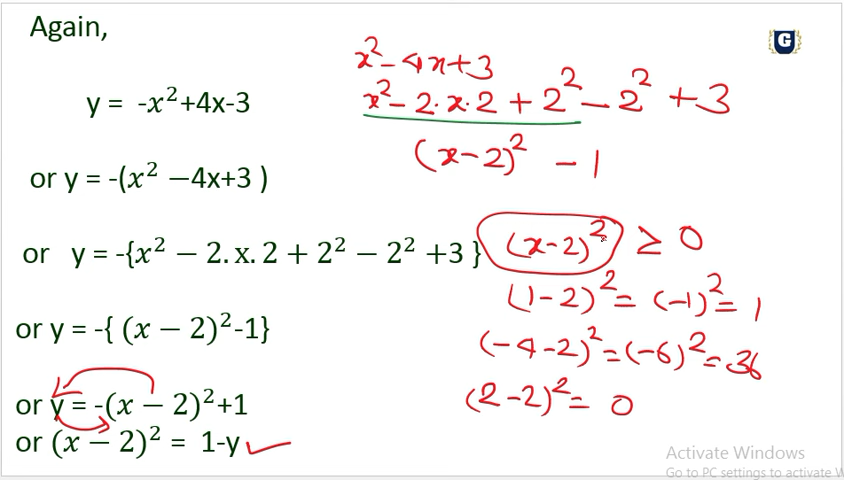 Again,
y = -x²+4x-3
or y = -(x² −4x+3 )
or y = -{x² − 2. x. 2 + 2² − 2² +3 }
or y = -{ (x − 2)²-1}
or y = -(x − 2)²+1
or (x − 2)² = 1-y
x² - 4x+3
x² - 2·x·2 + 2² - 2² + 3
(x-2)² - 1
(x-2)² ≥ 0
(1-2)² = (-1)² = 1
(-4-2)² = (-6)² = 36
(2-2)² = 0
G
Activate Windows
Go to PC settings to activate W